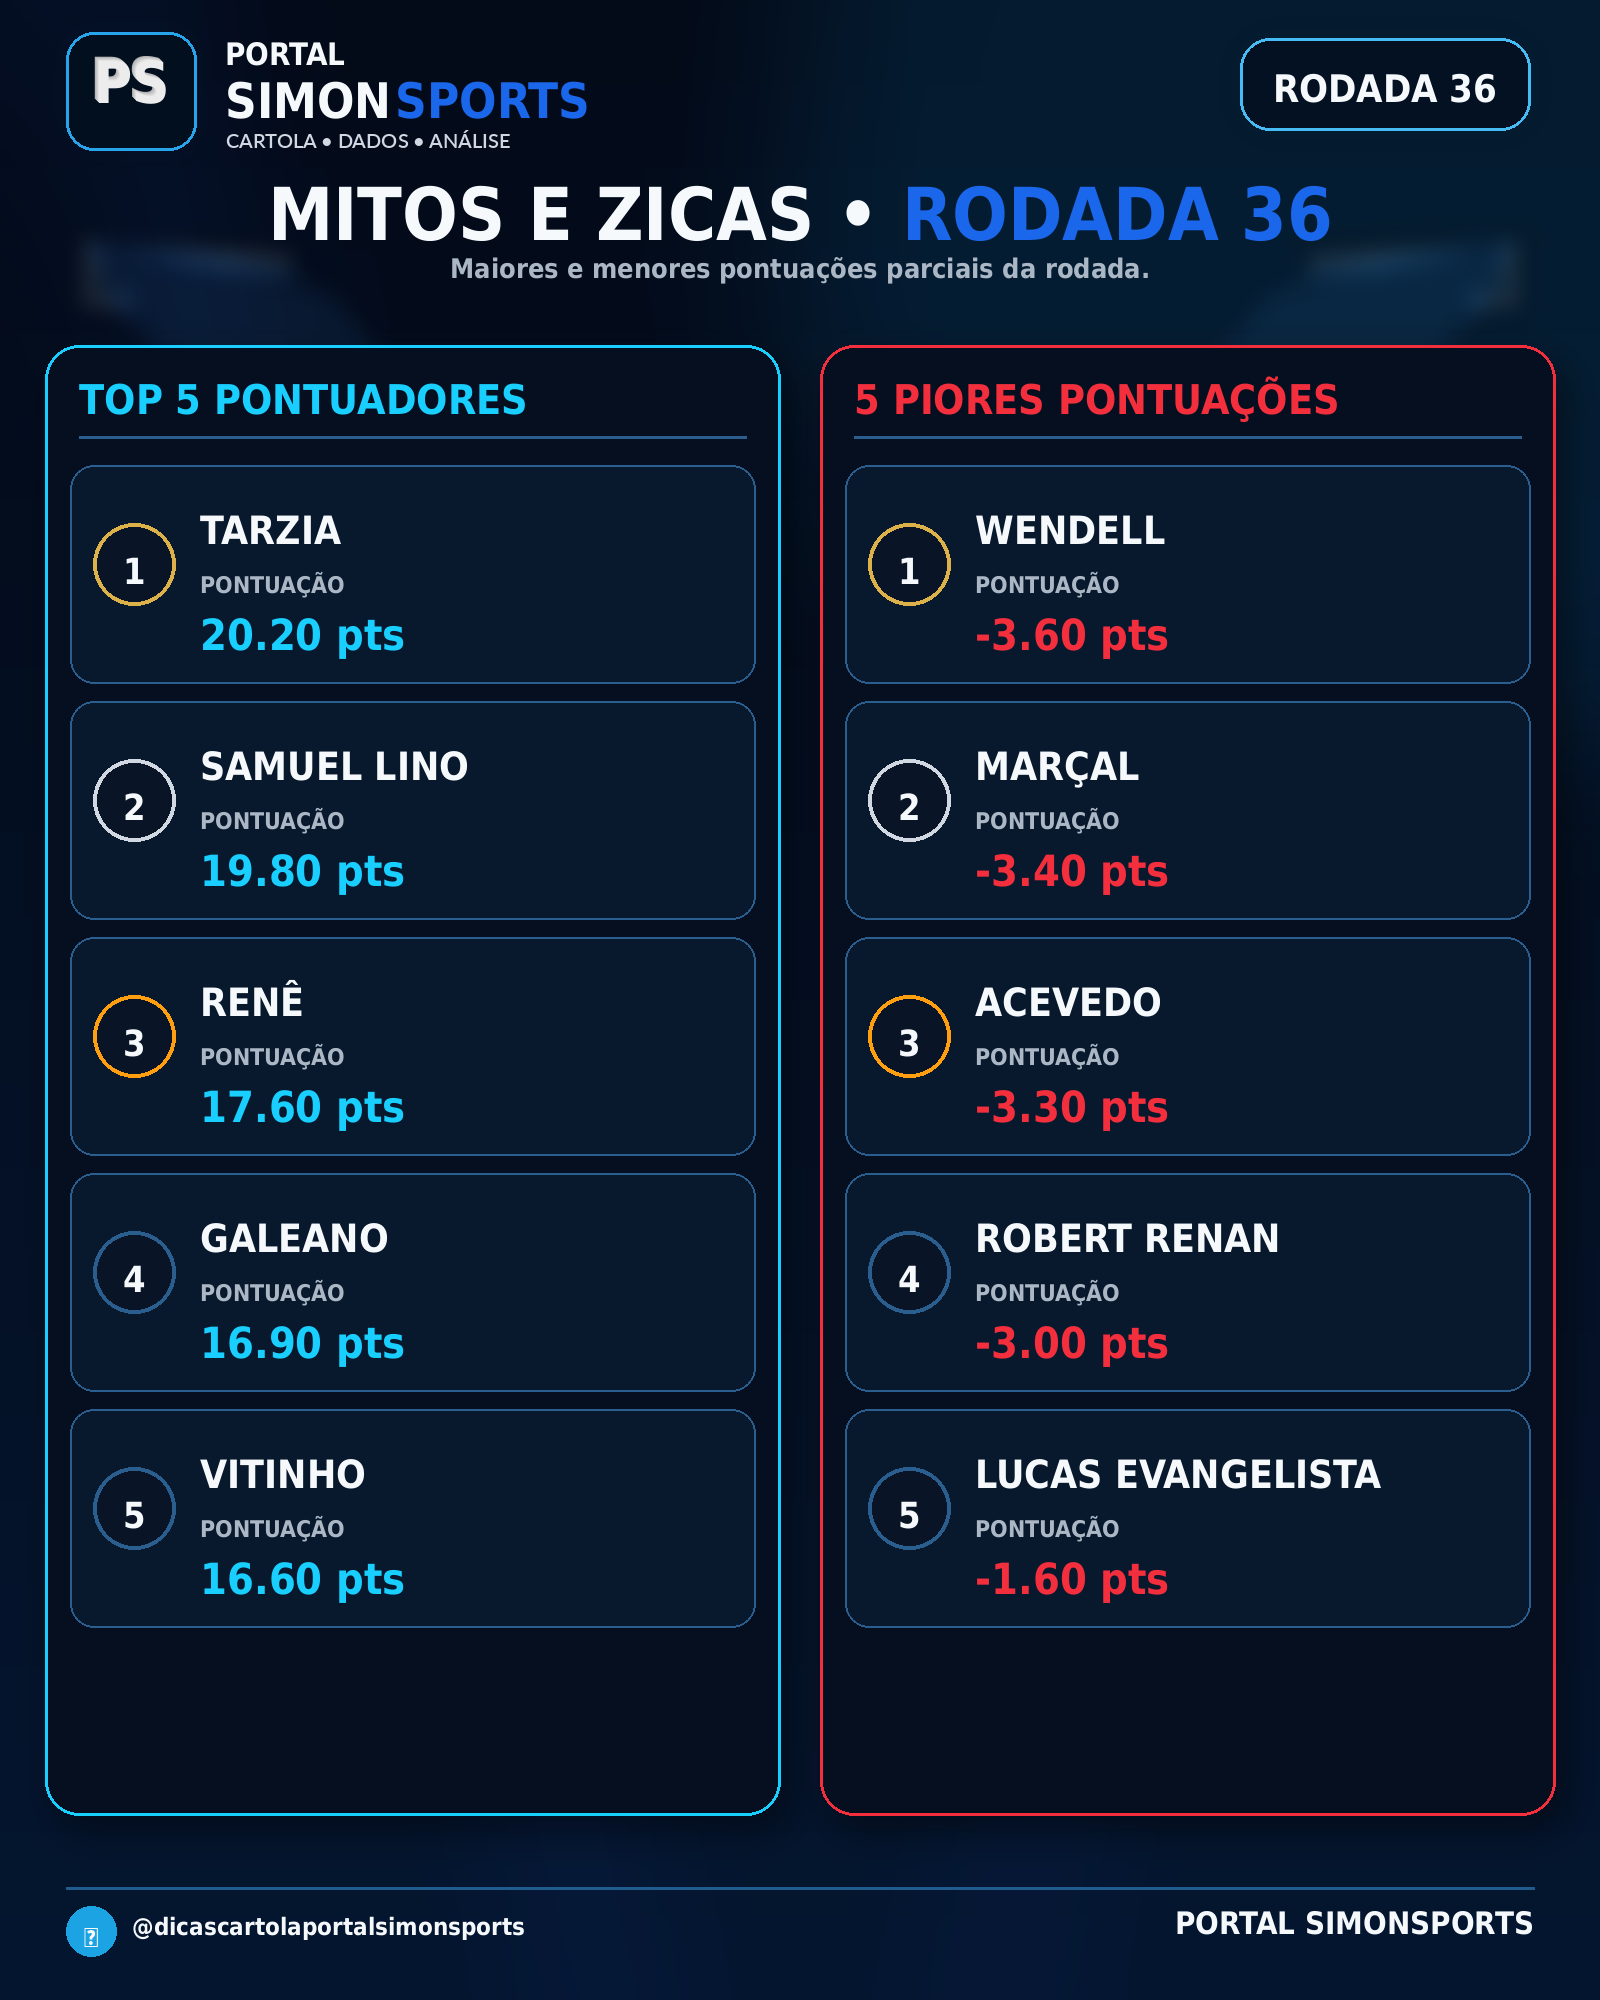 PS
PORTAL
SIMONSPORTS
CARTOLA • DADOS • ANÁLISE
RODADA 36
MITOS E ZICAS • RODADA 36
Maiores e menores pontuações parciais da rodada.
TOP 5 PONTUADORES
1
TARZIA
PONTUAÇÃO
20.20 pts
2
SAMUEL LINO
PONTUAÇÃO
19.80 pts
3
RENÊ
PONTUAÇÃO
17.60 pts
4
GALEANO
PONTUAÇÃO
16.90 pts
5
VITINHO
PONTUAÇÃO
16.60 pts
5 PIORES PONTUAÇÕES
1
WENDELL
PONTUAÇÃO
-3.60 pts
2
MARÇAL
PONTUAÇÃO
-3.40 pts
3
ACEVEDO
PONTUAÇÃO
-3.30 pts
4
ROBERT RENAN
PONTUAÇÃO
-3.00 pts
5
LUCAS EVANGELISTA
PONTUAÇÃO
-1.60 pts
@dicascartolaportalsimonsports
PORTAL SIMONSPORTS